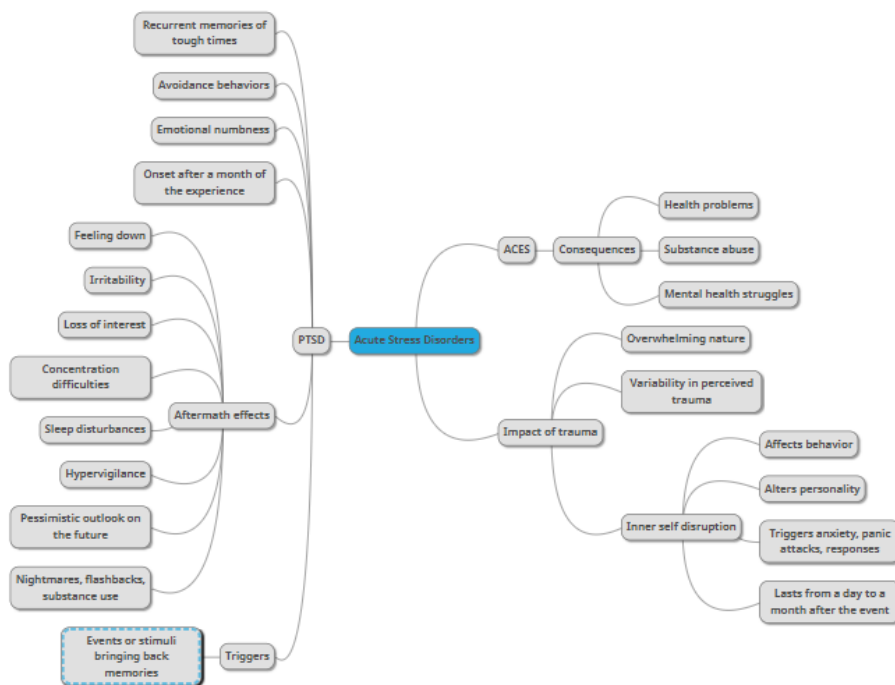 Recurrent memories of
tough times
Avoidance behaviors
Emotional numbness
Onset after a month of
the experience
Feeling down
Irritability
Loss of interest
Concentration
difficulties
Sleep disturbances
Hypervigilance
Pessimistic outlook on
the future
Nightmares, flashbacks,
substance use
Aftermath effects
Events or stimuli
bringing back
memories
Triggers
PTSD
Acute Stress Disorders
ACES
Consequences
Health problems
Substance abuse
Mental health struggles
Impact of trauma
Overwhelming nature
Variability in perceived
trauma
Inner self disruption
Affects behavior
Alters personality
Triggers anxiety, panic
attacks, responses
Lasts from a day to a
month after the event